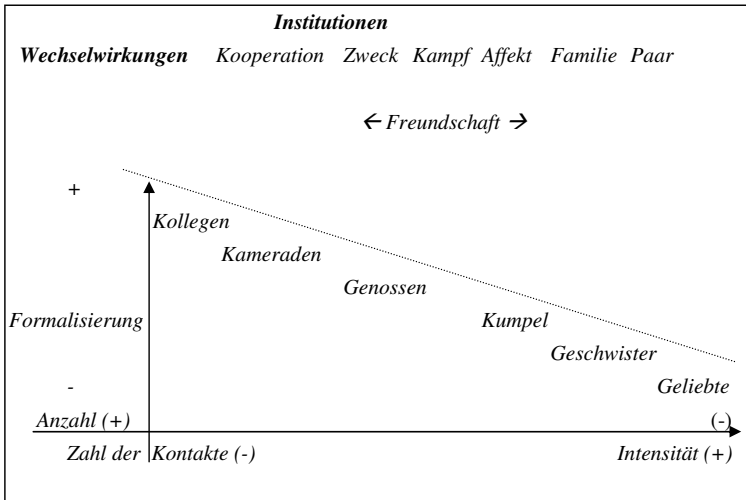 Institutionen
Wechselwirkungen Kooperation Zweck Kampf Affekt Familie Paar
← Freundschaft →
+
Kollegen
Kameraden
Genossen
Formalisierung Kumpel
Geschwister
- Geliebte
Anzahl (+) (-)
Zahl der Kontakte (-) Intensität (+)